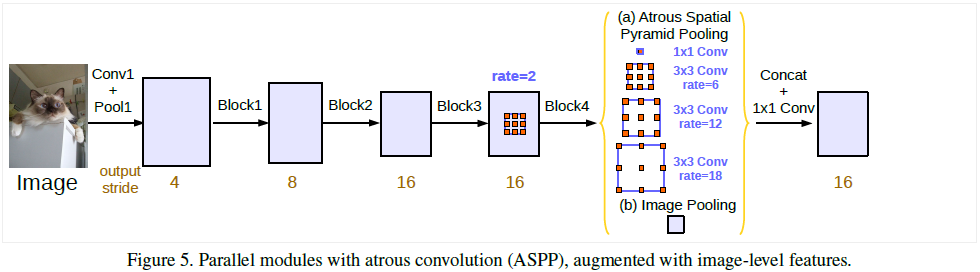 Image
Conv1
+
Pool1
output
stride
4
Block1
8
Block2
16
Block3
rate=2
16
Block4
(a) Atrous Spatial
Pyramid Pooling
1x1 Conv
3x3 Conv
rate=6
3x3 Conv
rate=12
3x3 Conv
rate=18
(b) Image Pooling
Concat
+
1x1 Conv
16
Figure 5. Parallel modules with atrous convolution (ASPP), augmented with image-level features.